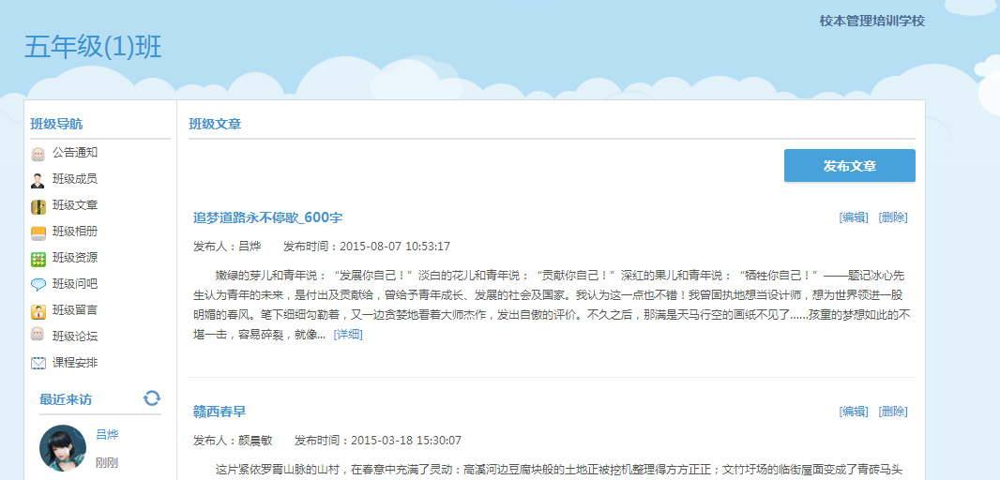 校本管理培训学校
五年级(1)班
班级导航
公告通知
班级成员
班级文章
班级相册
班级资源
班级问吧
班级留言
班级论坛
课程安排
最近来访
吕烨
刚刚
班级文章
发布文章
追梦道路永不停歇_600字 [编辑] [删除]
发布人：吕烨 发布时间：2015-08-07 10:53:17
嫩绿的芽儿和青年说：“发展你自己！”淡白的花儿和青年说：“贡献你自己！”深红的果儿和青年说：“牺牲你自己！”——题记冰心先
生认为青年的未来，是付出及贡献给，曾给予青年成长、发展的社会及国家。我认为这一点也不错！我曾固执地想当设计师，想为世界领进一股
明媚的春风。笔下细细勾勒着，又一边贪婪地看着大师杰作，发出自傲的评价。不久之后，那满是天马行空的画纸不见了……孩童的梦想如此的不
堪一击，容易碎裂，就像... [详细]
赣西春早 [编辑] [删除]
发布人：颜晨敏 发布时间：2015-03-18 15:30:07
这片紧依罗霄山脉的山村，在春意中充满了灵动：高溪河边豆腐块般的土地正被挖机整理得方方正正；文竹圩场的临街屋面变成了青砖马头